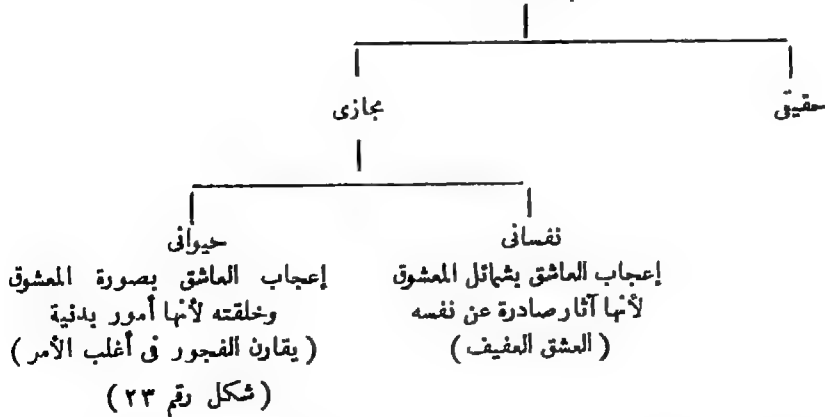 حقيقى
مجازى
نفسانى
إعجاب العاشق بشمائل المعشوق
لأنها آثار صادرة عن نفسه
( العشق العفيف )
حيوانى
إعجاب العاشق بصورة المعشوق
وخلقته لأنها أمور بدنية
( يقارن الفجور فى أغلب الأمر )
( شكل رقم ٢٣ )